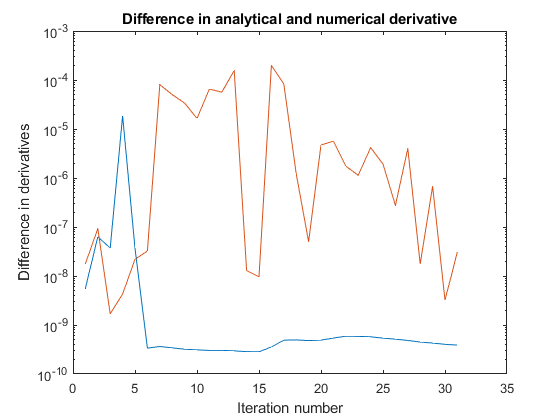 Difference in analytical and numerical derivative
10^-3
10^-4
10^-5
10^-6
10^-7
10^-8
10^-9
10^-10
Difference in derivatives
0 5 10 15 20 25 30 35
Iteration number